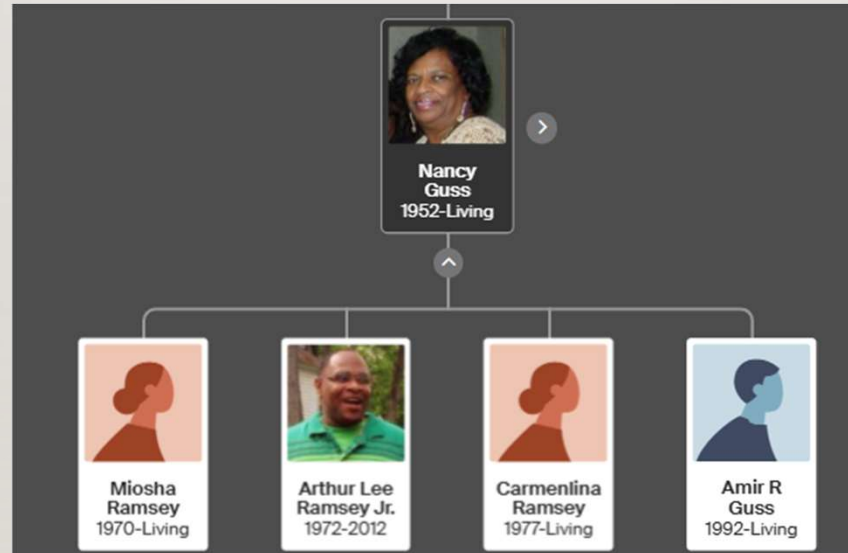 Nancy
Guss
1952-Living
Miosha
Ramsey
1970-Living
Arthur Lee
Ramsey Jr.
1972-2012
Carmenlina
Ramsey
1977-Living
Amir R
Guss
1992-Living